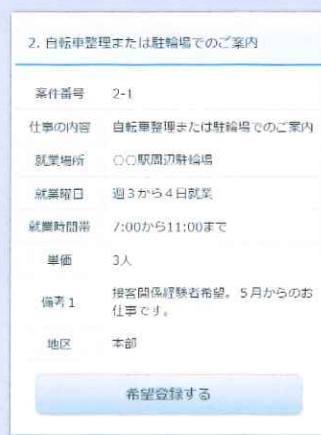 2. 自転車整理または駐輪場でのご案内
案件番号 2-1
仕事の内容 自転車整理または駐輪場でのご案内
就業場所 〇〇駅周辺駐輪場
就業曜日 週3から4日就業
就業時間帯 7:00から11:00まで
単価 3人
備考1 接客関係経験者希望。5月からのお
仕事です。
地区 本部
希望登録する